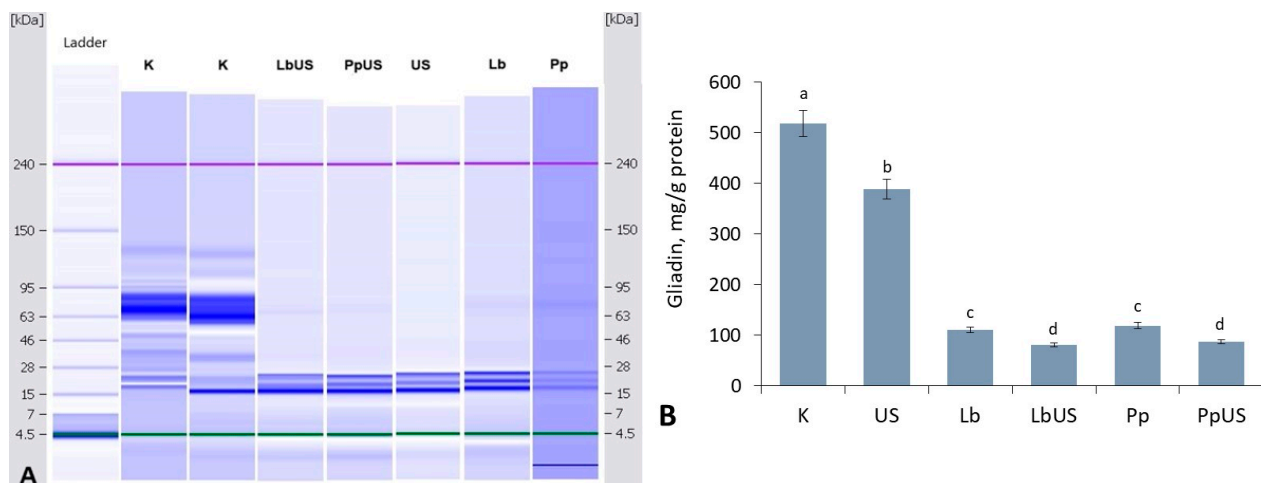 [kDa]
Ladder
K K LbUS PpUS US Lb Pp
[kDa]
240
150
95
63
46
28
15
7
4.5
240
150
95
63
46
28
15
7
4.5
A
Gliadin, mg/g protein
600
500
400
300
200
100
0
a
b
c
d
c
d
K US Lb LbUS Pp PpUS
B